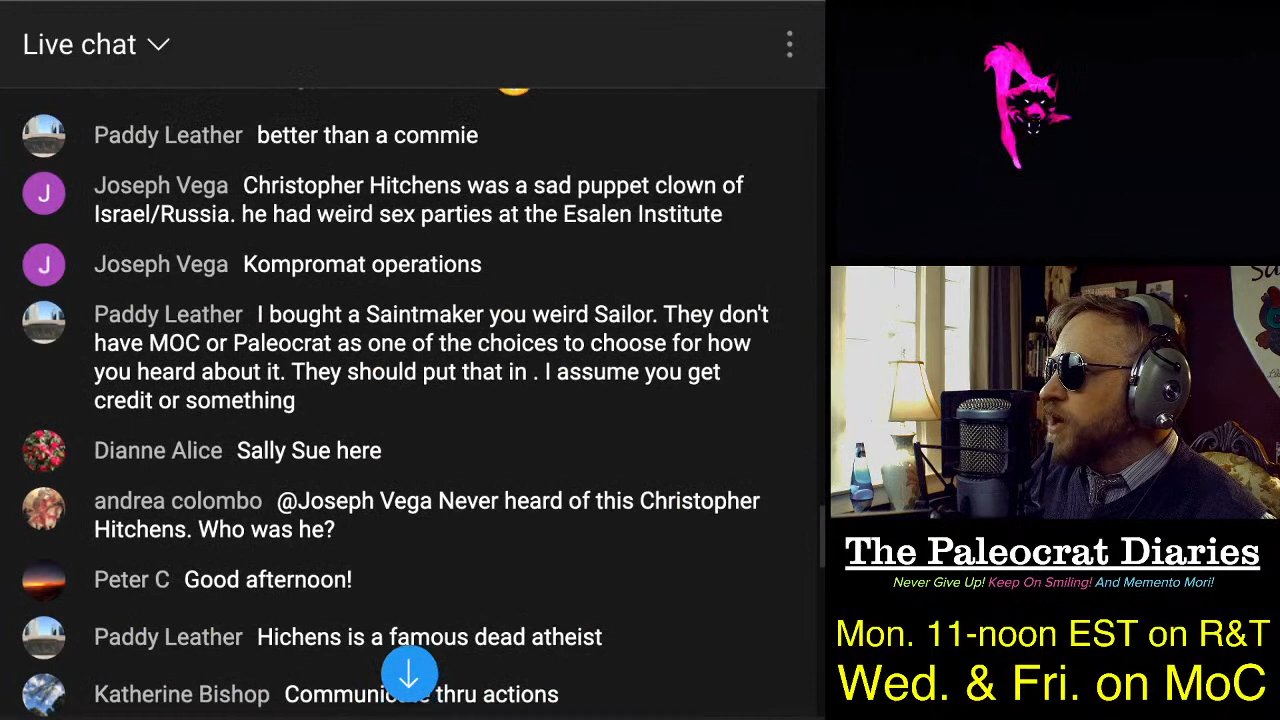 Live chat
Paddy Leather better than a commie
J Joseph Vega Christopher Hitchens was a sad puppet clown of
Israel/Russia. he had weird sex parties at the Esalen Institute
J Joseph Vega Kompromat operations
Paddy Leather I bought a Saintmaker you weird Sailor. They don't
have MOC or Paleocrat as one of the choices to choose for how
you heard about it. They should put that in . I assume you get
credit or something
Dianne Alice Sally Sue here
andrea colombo @Joseph Vega Never heard of this Christopher
Hitchens. Who was he?
Peter C Good afternoon!
Paddy Leather Hichens is a famous dead atheist
Katherine Bishop thru actions
The Paleocrat Diaries
Never Give Up! Keep On Smiling! And Memento Mori!
Mon. 11-noon EST on R&T
Wed. & Fri. on MoC